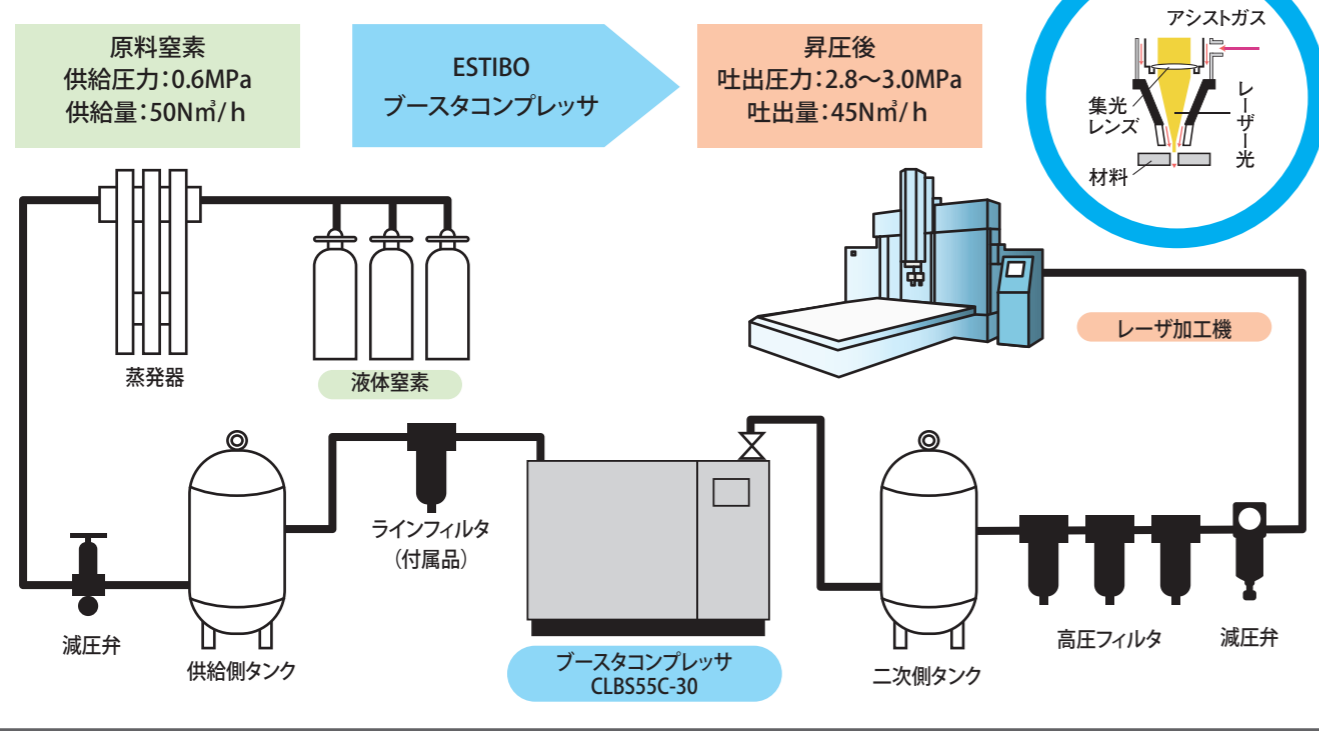 原料窒素
供給圧力：0.6MPa
供給量：50N㎥/h
ESTIBO
ブースタコンプレッサ
昇圧後
吐出圧力：2.8～3.0MPa
吐出量：45N㎥/h
アシストガス
集光
レンズ
レーザー光
材料
蒸発器
液体窒素
レーザ加工機
ラインフィルタ
（付属品）
減圧弁
供給側タンク
ブースタコンプレッサ
CLBS55C-30
二次側タンク
高圧フィルタ
減圧弁